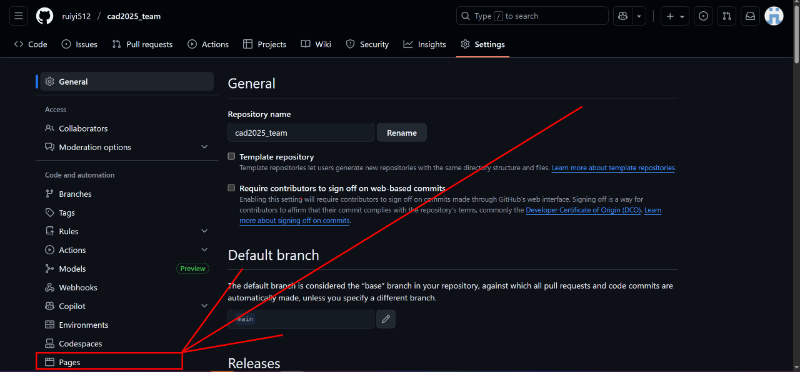 ruiyi512 / cad2025_team
Type / to search
Code Issues Pull requests Actions Projects Wiki Security Insights Settings
General
Access
Collaborators
Moderation options
Code and automation
Branches
Tags
Rules
Actions
Models Preview
Webhooks
Copilot
Environments
Codespaces
Pages
General
Repository name
cad2025_team Rename
Template repository
Template repositories let users generate new repositories with the same directory structure and files. Learn more about template repositories.
Require contributors to sign off on web-based commits
Enabling this setting will require contributors to sign off on commits made through GitHub's web interface. Signing off is a way for
contributors to affirm that their commit complies with the repository's terms, commonly the Developer Certificate of Origin (DCO). Learn
more about signing off on commits.
Default branch
The default branch is considered the "base" branch in your repository, against which all pull requests and code commits are
automatically made, unless you specify a different branch.
main
Releases